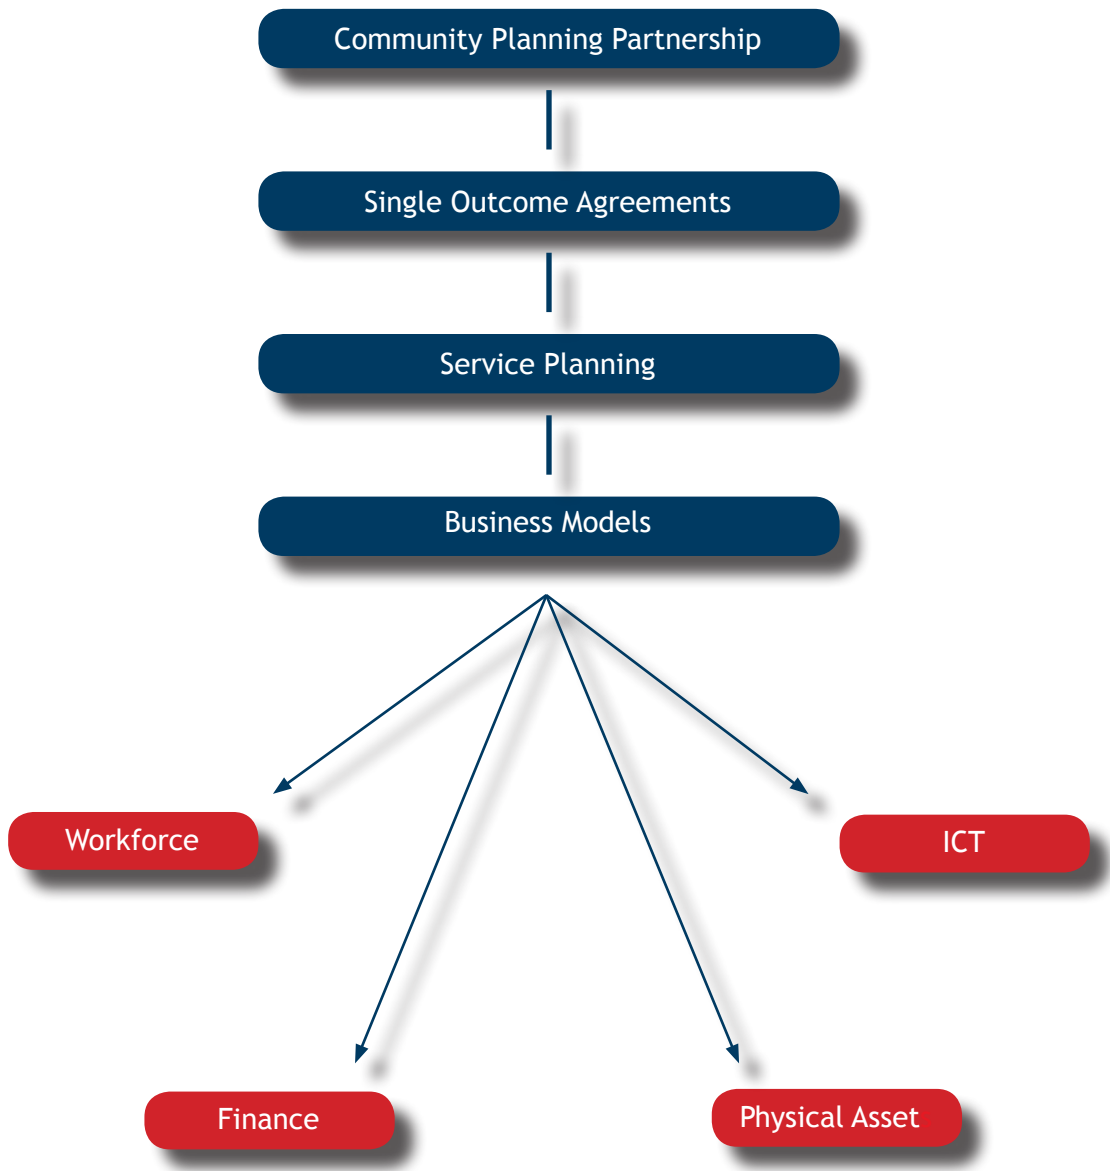 Community Planning Partnership
Single Outcome Agreements
Service Planning
Business Models
Workforce
ICT
Finance
Physical Asset